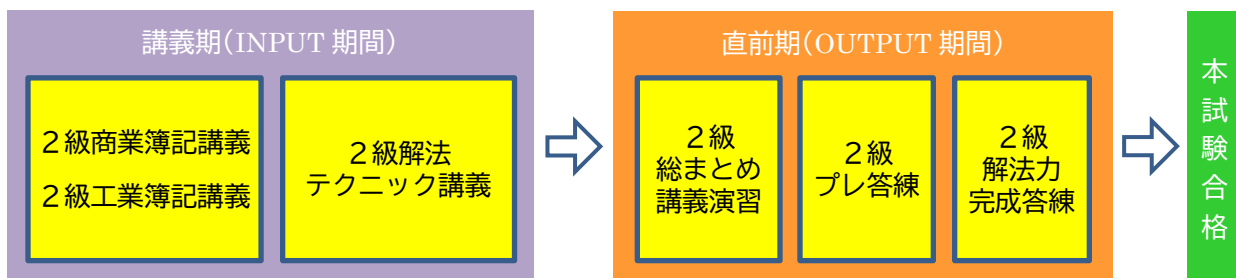 講義期(INPUT 期間)
２級商業簿記講義
２級工業簿記講義
２級解法
テクニック講義
直前期(OUTPUT 期間)
２級
総まとめ
講義演習
２級
プレ答練
２級
解法力
完成答練
本試験合格